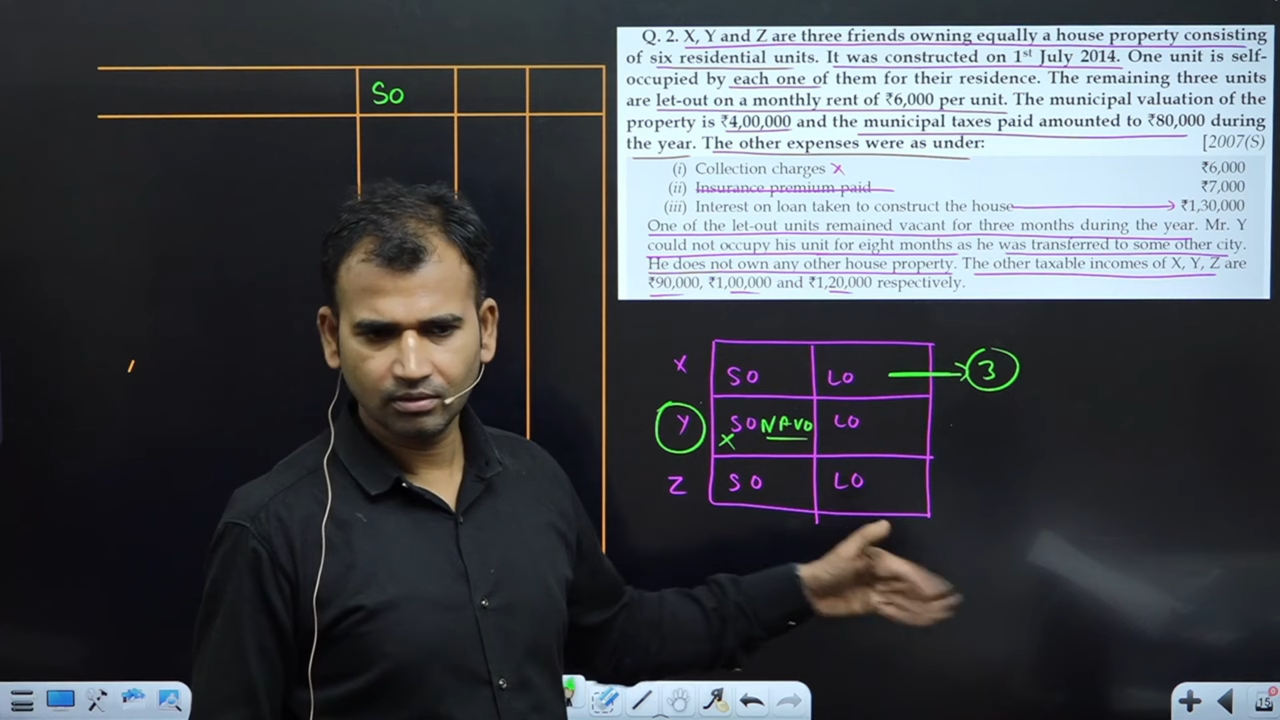 So
Q. 2. X, Y and Z are three friends owning equally a house property consisting
of six residential units. It was constructed on 1st July 2014. One unit is self-
occupied by each one of them for their residence. The remaining three units
are let-out on a monthly rent of ₹6,000 per unit. The municipal valuation of the
property is ₹4,00,000 and the municipal taxes paid amounted to ₹80,000 during
the year. The other expenses were as under: [2007(S)
(i) Collection charges X ₹6,000
(ii) Insurance premium paid ₹7,000
(iii) Interest on loan taken to construct the house ₹1,30,000
One of the let-out units remained vacant for three months during the year. Mr. Y
could not occupy his unit for eight months as he was transferred to some other city.
He does not own any other house property. The other taxable incomes of X, Y, Z are
₹90,000, ₹1,00,000 and ₹1,20,000 respectively.
X SO LO 3
Y SO NAVO LO
X
Z SO LO
15